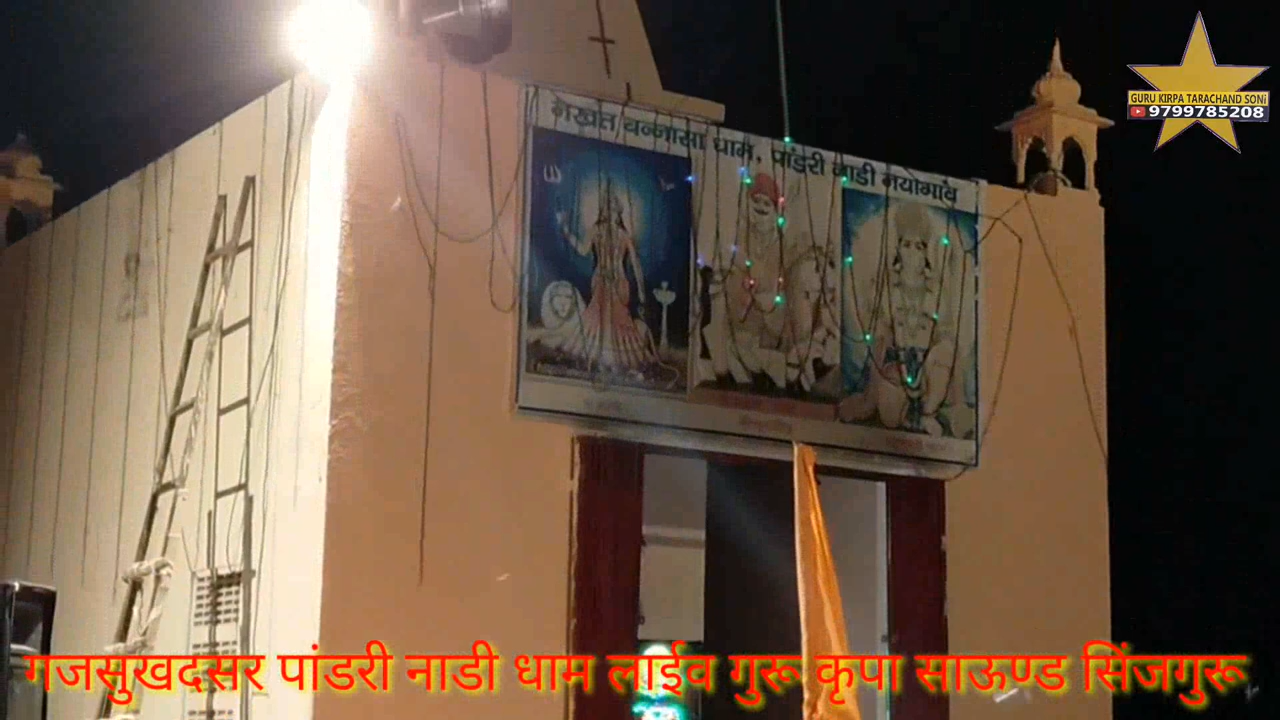 GURU KIRPA TARACHAND SONi
9799785208
धाम, पांडरी नाडी नयोगांव
गजसुखदसर पांडरी नाडी धाम लाईव गुरू कृपा साऊण्ड सिंजगुरू